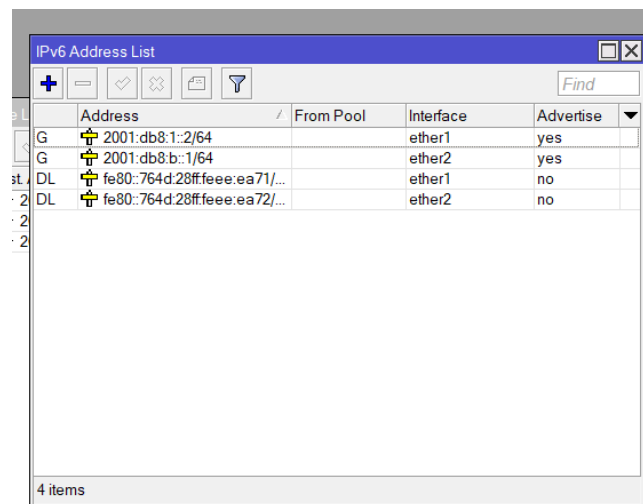 IPv6 Address List
Find
Address From Pool Interface Advertise
G 2001:db8:1::2/64 ether1 yes
G 2001:db8:b::1/64 ether2 yes
DL fe80::764d:28ff:feee:ea71/... ether1 no
DL fe80::764d:28ff:feee:ea72/... ether2 no
4 items